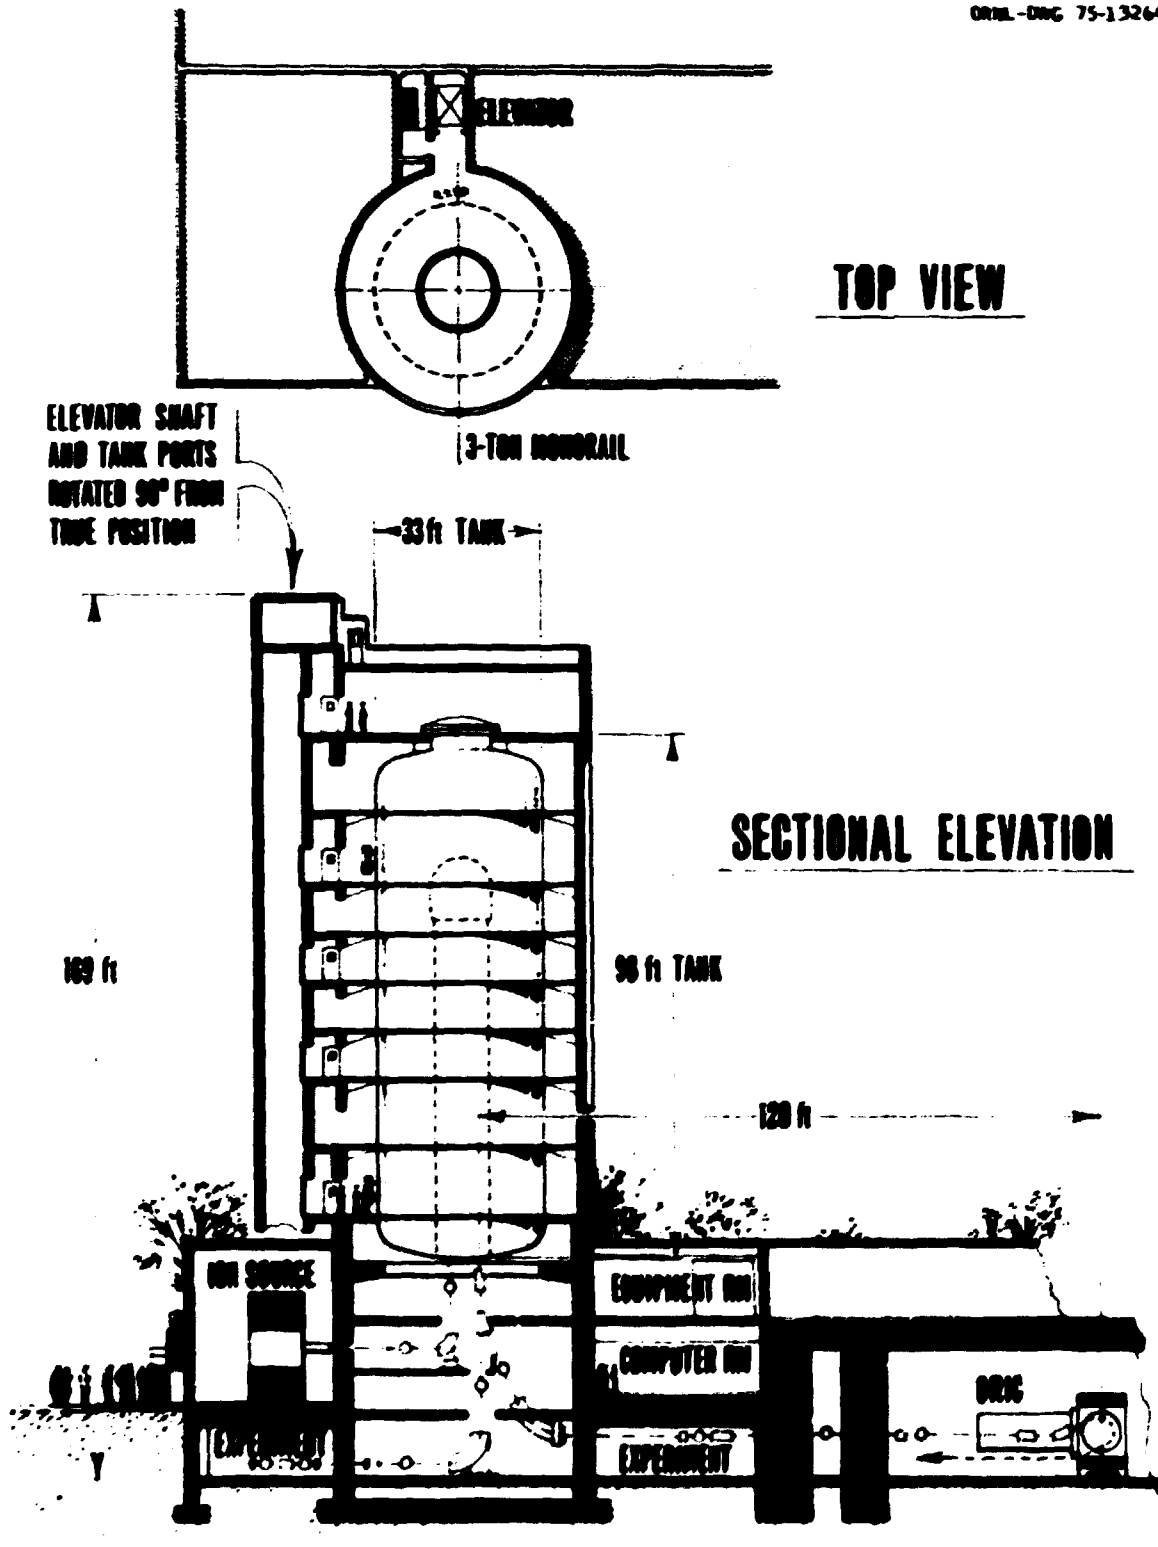 ORNL-DWG 75-13264
ELEVATOR
TOP VIEW
ELEVATOR SHAFT
AND TANK PORTS
ROTATED 90° FROM
TRUE POSITION
3-TON MONORAIL
33 ft TANK
SECTIONAL ELEVATION
169 ft
98 ft TANK
120 ft
ION SOURCE
EQUIPMENT RM
COMPUTER RM
ORIC
EXPERIMENT
EXPERIMENT